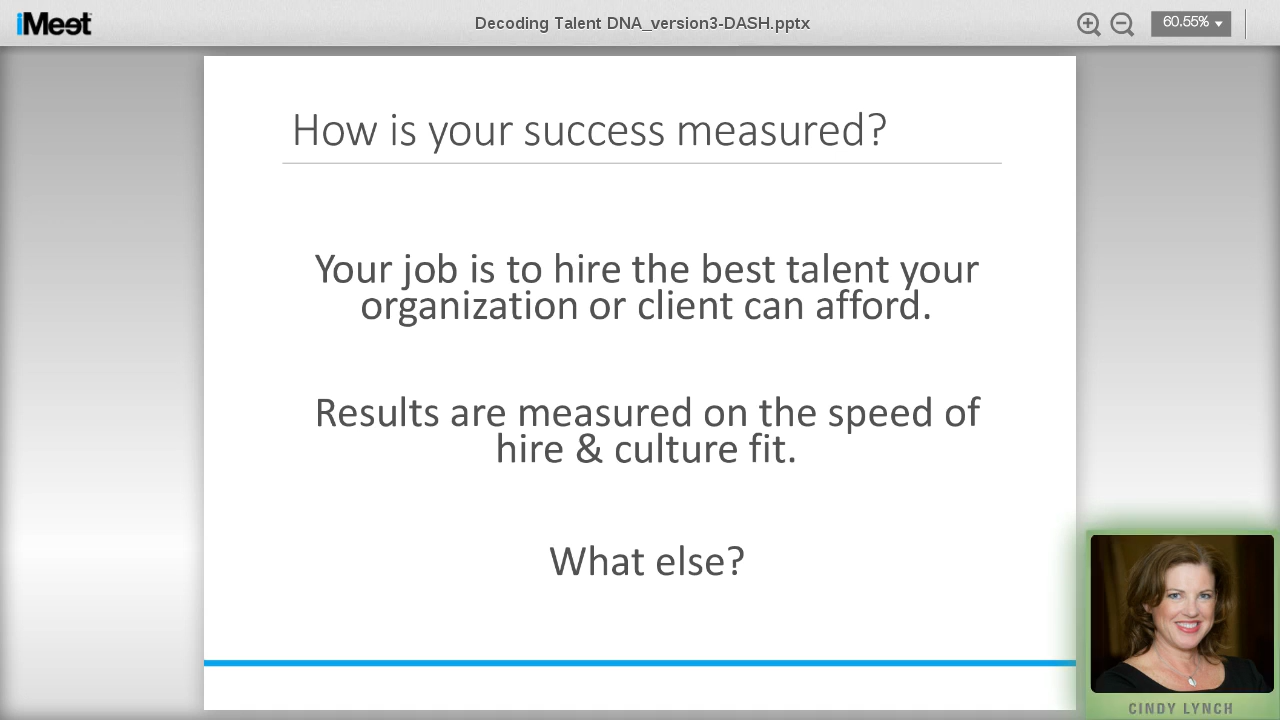 iMeet
Decoding Talent DNA_version3-DASH.pptx
60.55%
How is your success measured?
Your job is to hire the best talent your
organization or client can afford.
Results are measured on the speed of
hire & culture fit.
What else?
CINDY LYNCH